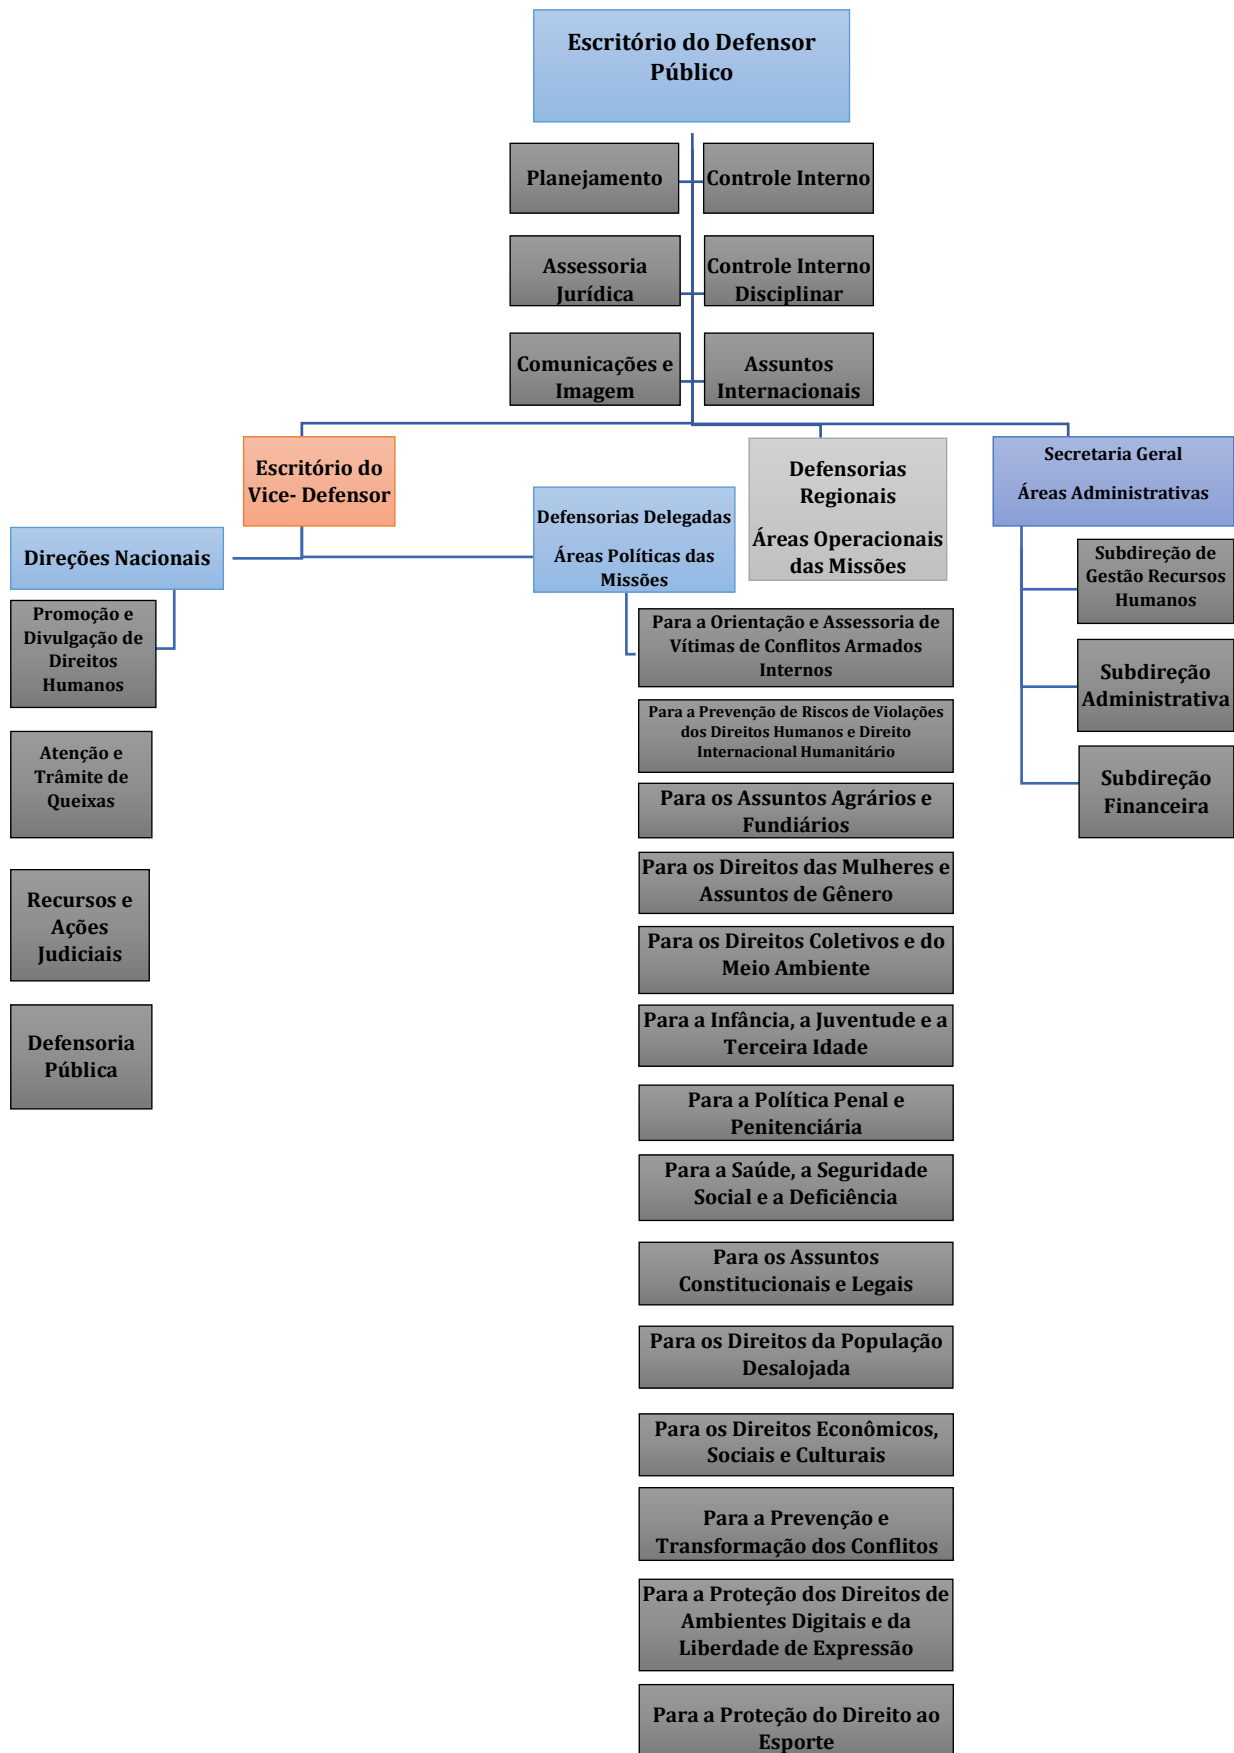 Escritório do Defensor
Público
Planejamento
Controle Interno
Assessoria
Jurídica
Controle Interno
Disciplinar
Comunicações e
Imagem
Assuntos
Internacionais
Escritório do
Vice- Defensor
Defensorias
Regionais
Áreas Operacionais
das Missões
Secretaria Geral
Áreas Administrativas
Direções Nacionais
Defensorias Delegadas
Áreas Políticas das
Missões
Promoção e
Divulgação de
Direitos
Humanos
Atenção e
Trâmite de
Queixas
Recursos e
Ações
Judiciais
Defensoria
Pública
Para a Orientação e Assessoria de
Vítimas de Conflitos Armados
Internos
Para a Prevenção de Riscos de Violações
dos Direitos Humanos e Direito
Internacional Humanitário
Para os Assuntos Agrários e
Fundiários
Para os Direitos das Mulheres e
Assuntos de Gênero
Para os Direitos Coletivos e do
Meio Ambiente
Para a Infância, a Juventude e a
Terceira Idade
Para a Política Penal e
Penitenciária
Para a Saúde, a Seguridade
Social e a Deficiência
Para os Assuntos
Constitucionais e Legais
Para os Direitos da População
Desalojada
Para os Direitos Econômicos,
Sociais e Culturais
Para a Prevenção e
Transformação dos Conflitos
Para a Proteção dos Direitos de
Ambientes Digitais e da
Liberdade de Expressão
Para a Proteção do Direito ao
Esporte
Subdireção de
Gestão Recursos
Humanos
Subdireção
Administrativa
Subdireção
Financeira